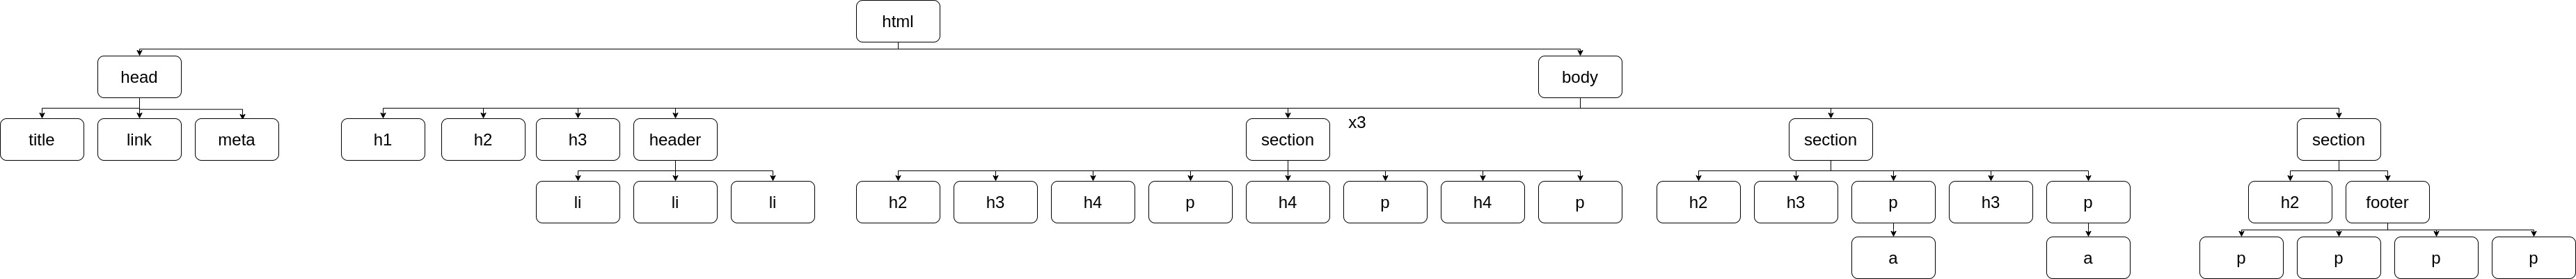 html
head
body
title
link
meta
h1
h2
h3
header
section
x3
section
section
li
li
li
h2
h3
h4
p
h4
p
h4
p
h2
h3
p
h3
p
h2
footer
a
a
p
p
p
p